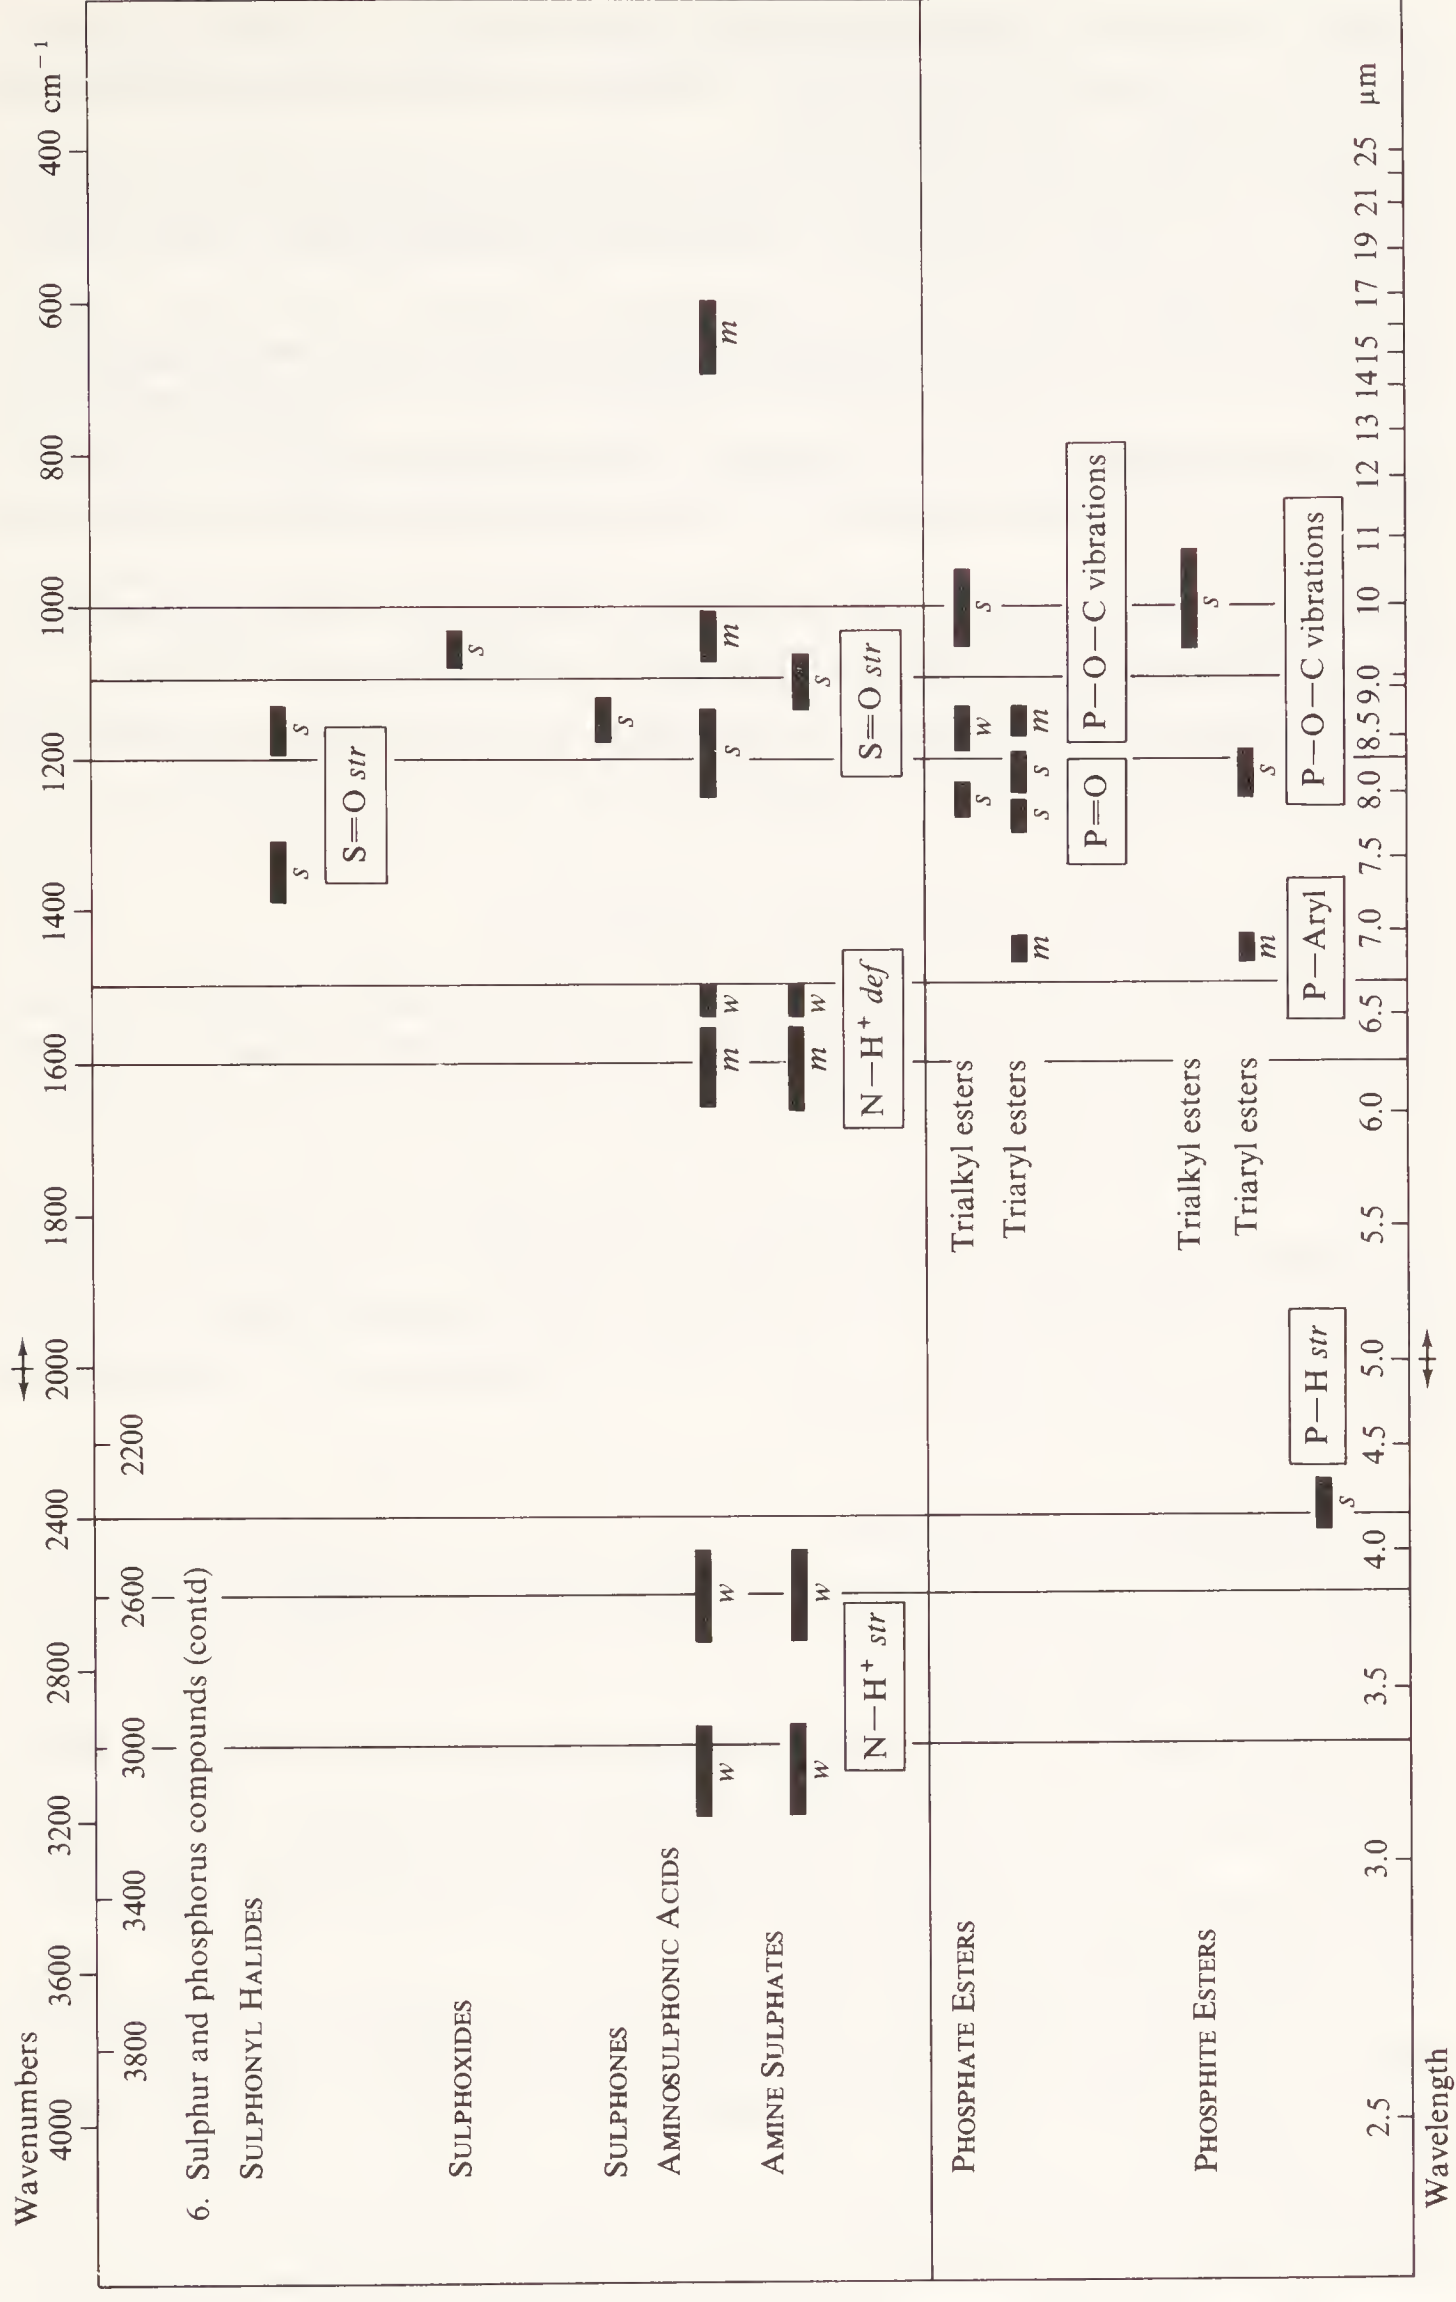 Wavenumbers
4000 3600 3200 2800 2400 2000 1800 1600 1400 1200 1000 800 600 400 cm⁻¹
3800 3400 3000 2600 2200
6. Sulphur and phosphorus compounds (contd)
SULPHONYL HALIDES
s s
S=O str
SULPHOXIDES
s
SULPHONES
s
AMINOSULPHONIC ACIDS
w w m w s m m
AMINE SULPHATES
w w m w s
N—H⁺ str N—H⁺ def S=O str
PHOSPHATE ESTERS Trialkyl esters
s w s
Triaryl esters
m s s m
P=O P—O—C vibrations
PHOSPHITE ESTERS Trialkyl esters
s
Triaryl esters
m s
P—H str P—Aryl P—O—C vibrations
s
2.5 3.0 3.5 4.0 4.5 5.0 5.5 6.0 6.5 7.0 7.5 8.0 8.5 9.0 10 11 12 13 14 15 17 19 21 25 μm
Wavelength